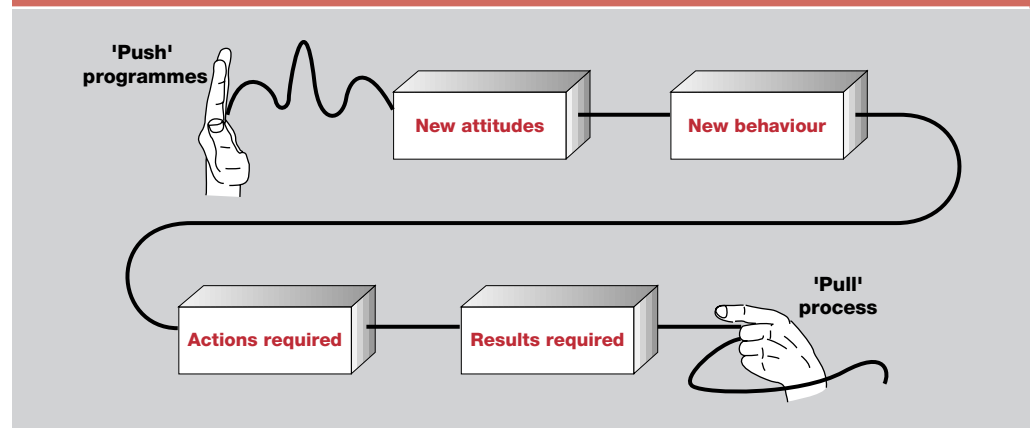 'Push'
programmes
New attitudes
New behaviour
Actions required
Results required
'Pull'
process